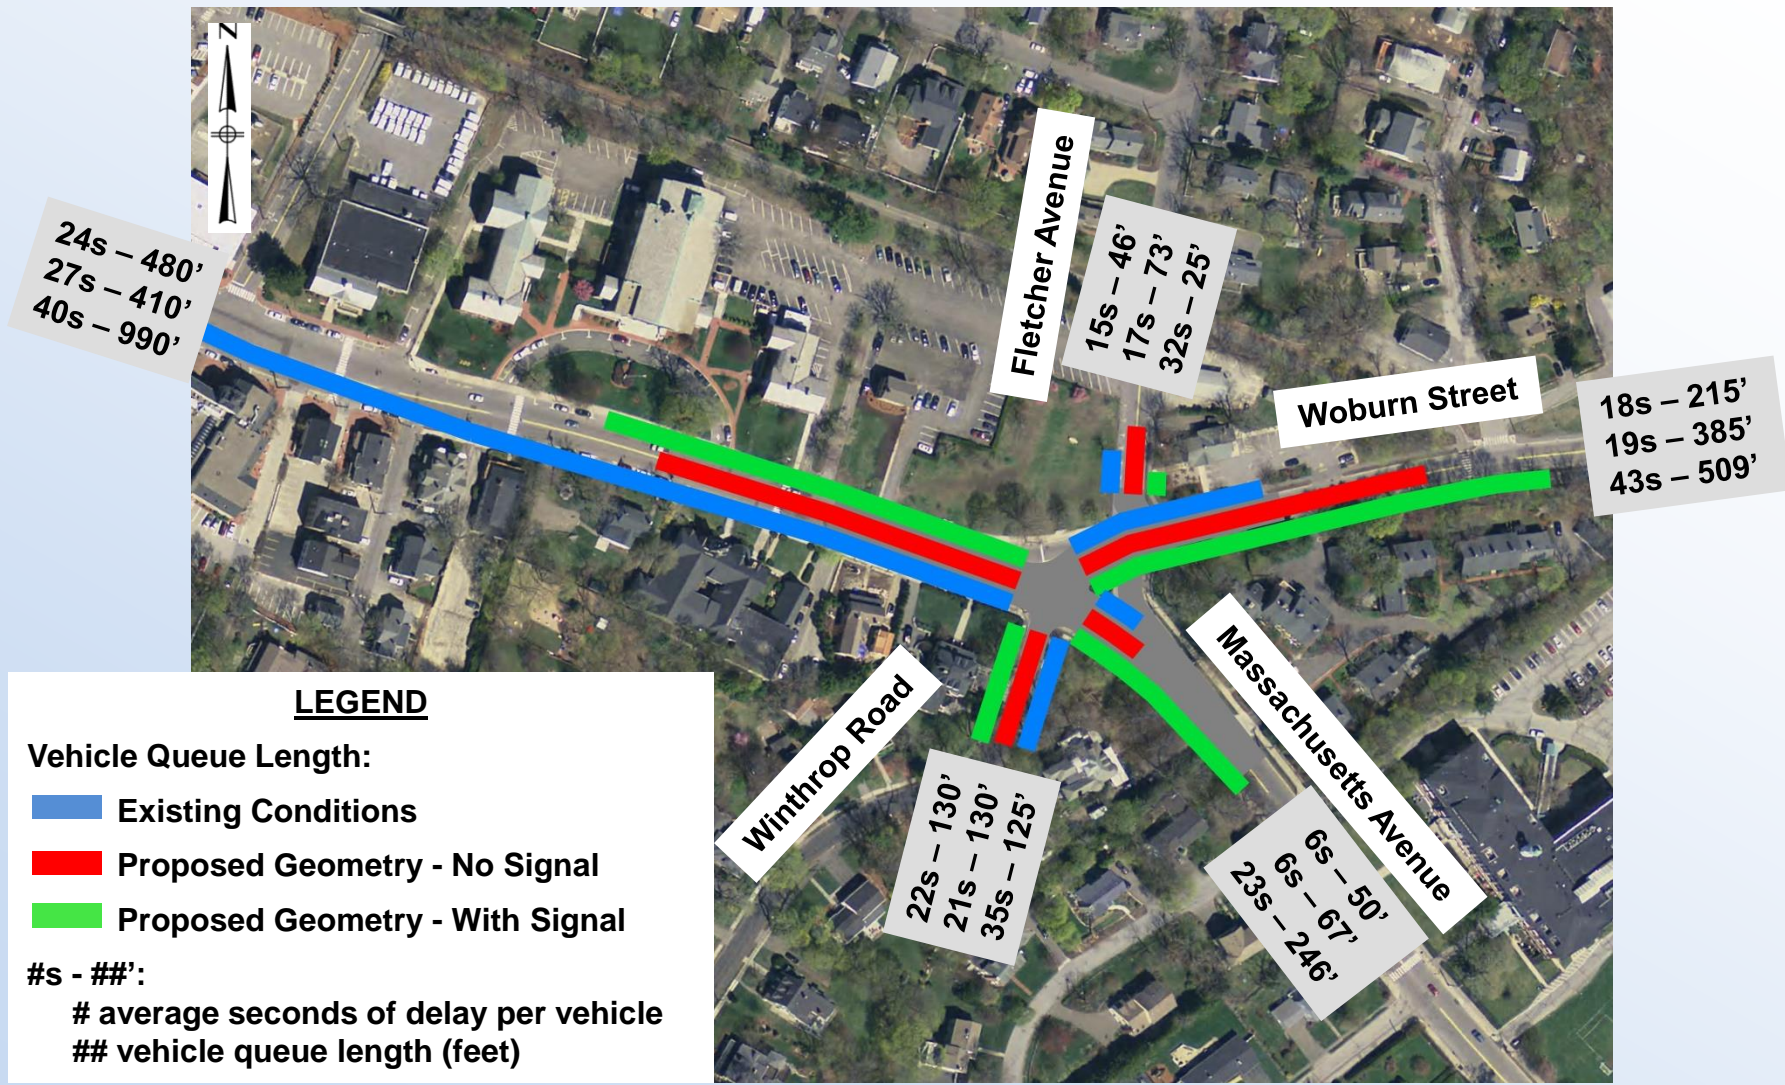 N
24s – 480’
27s – 410’
40s – 990’
Fletcher Avenue
15s – 46’
17s – 73’
32s – 25’
Woburn Street
18s – 215’
19s – 385’
43s – 509’
Massachusetts Avenue
6s – 50’
6s – 67’
23s – 246’
Winthrop Road
22s – 130’
21s – 130’
35s – 125’
LEGEND
Vehicle Queue Length:
Existing Conditions
Proposed Geometry - No Signal
Proposed Geometry - With Signal
#s - ##’:
# average seconds of delay per vehicle
## vehicle queue length (feet)